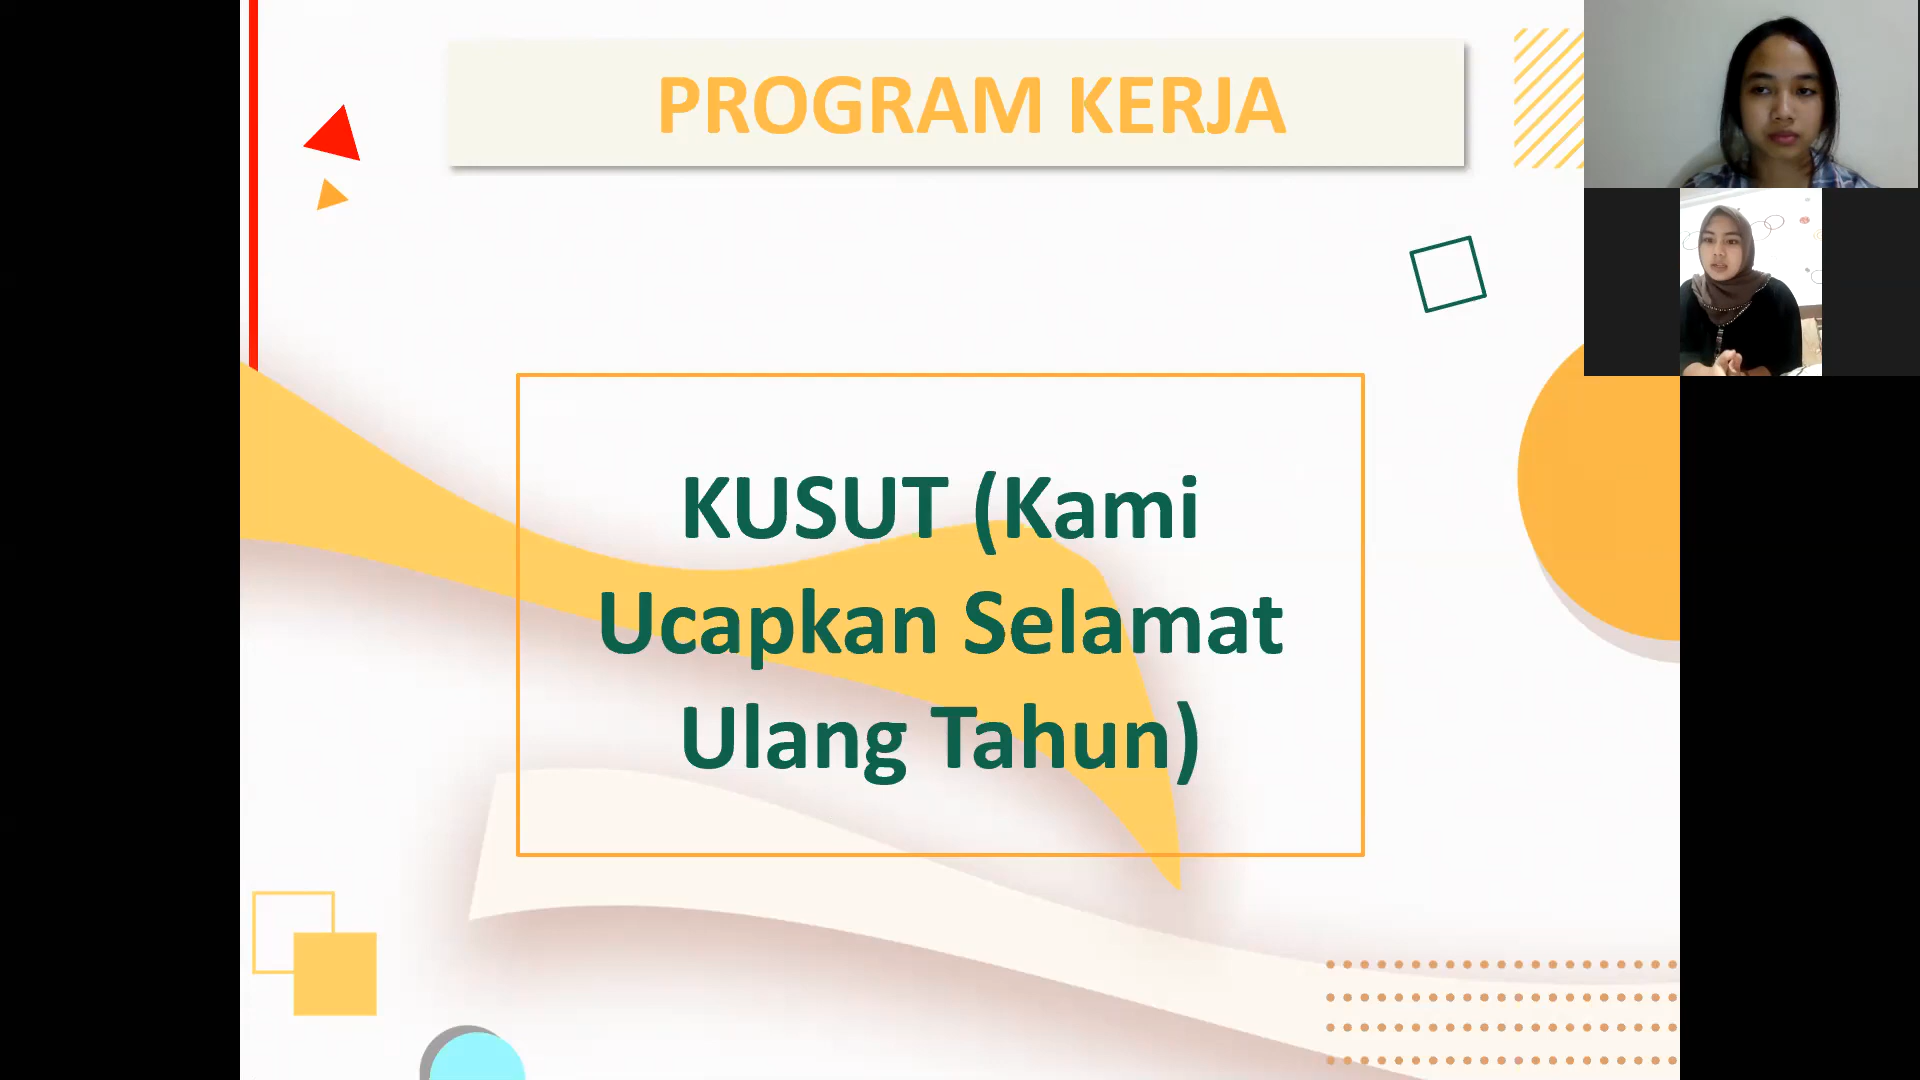 PROGRAM KERJA
KUSUT (Kami
Ucapkan Selamat
Ulang Tahun)